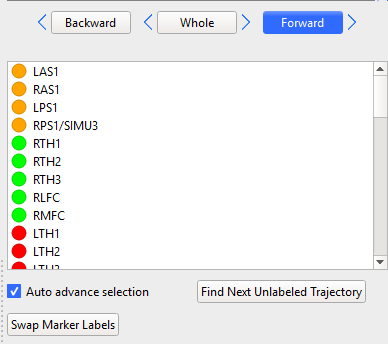 Backward Whole Forward
LAS1
RAS1
LPS1
RPS1/SIMU3
RTH1
RTH2
RTH3
RLFC
RMFC
LTH1
LTH2
LTH3
Auto advance selection Find Next Unlabeled Trajectory
Swap Marker Labels